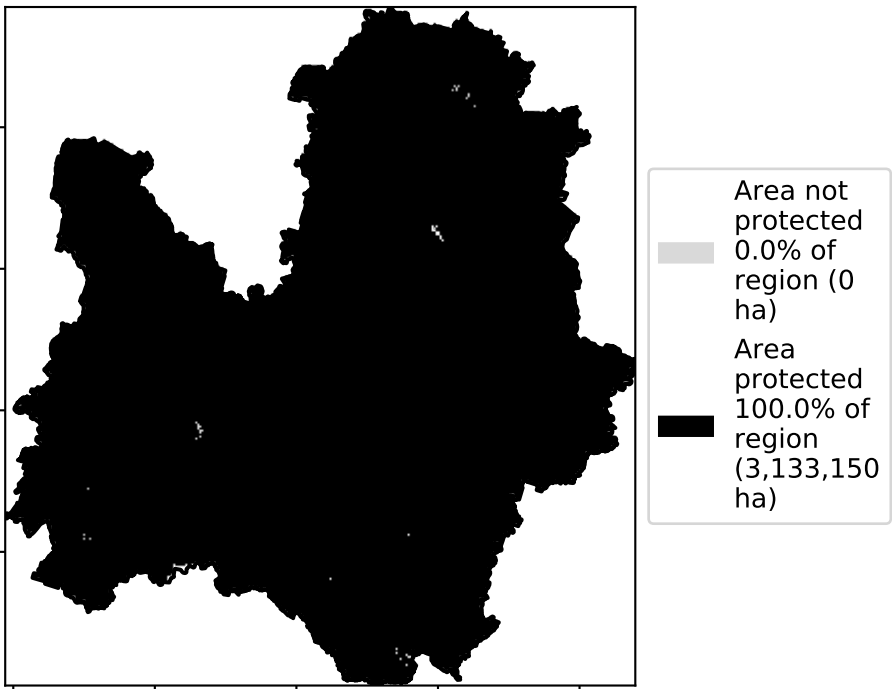 Area not
protected
0.0% of
region (0
ha)
Area
protected
100.0% of
region
(3,133,150
ha)